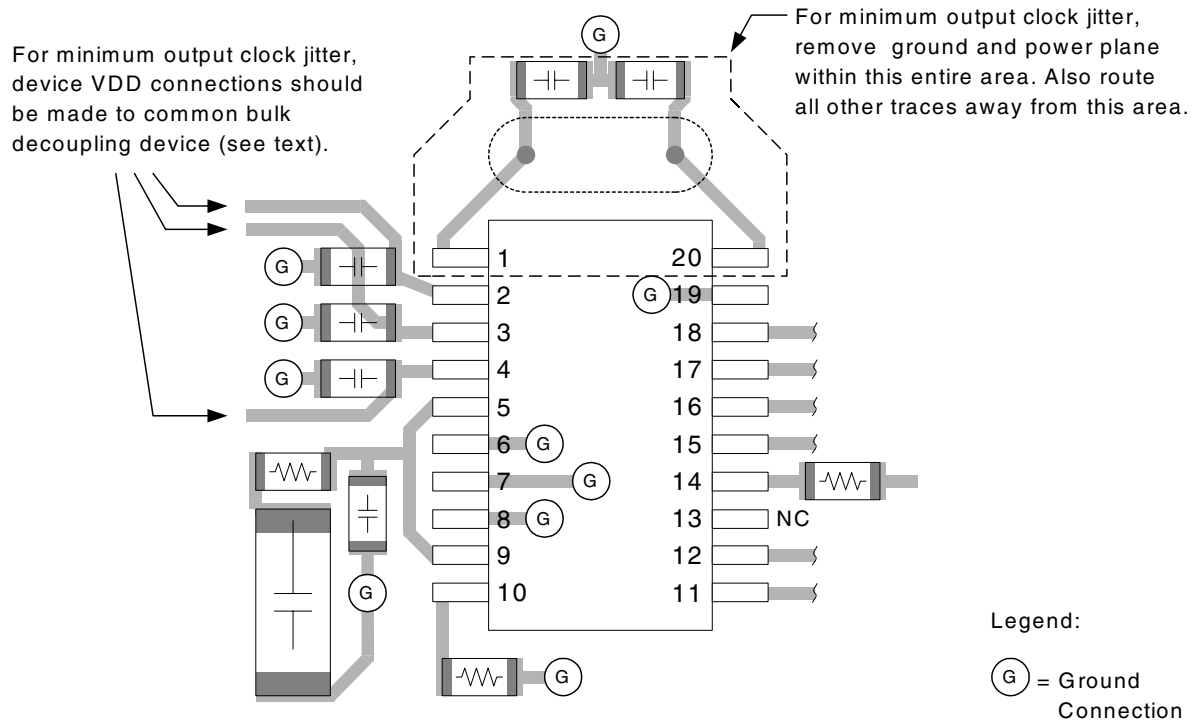 For minimum output clock jitter,
device VDD connections should
be made to common bulk
decoupling device (see text).
For minimum output clock jitter,
remove ground and power plane
within this entire area. Also route
all other traces away from this area.
G
1
20
G
2
G
19
G
3
18
G
4
17
5
16
6
G
15
7
G
14
8
G
13
NC
9
12
G
10
11
G
Legend:
G = Ground
Connection